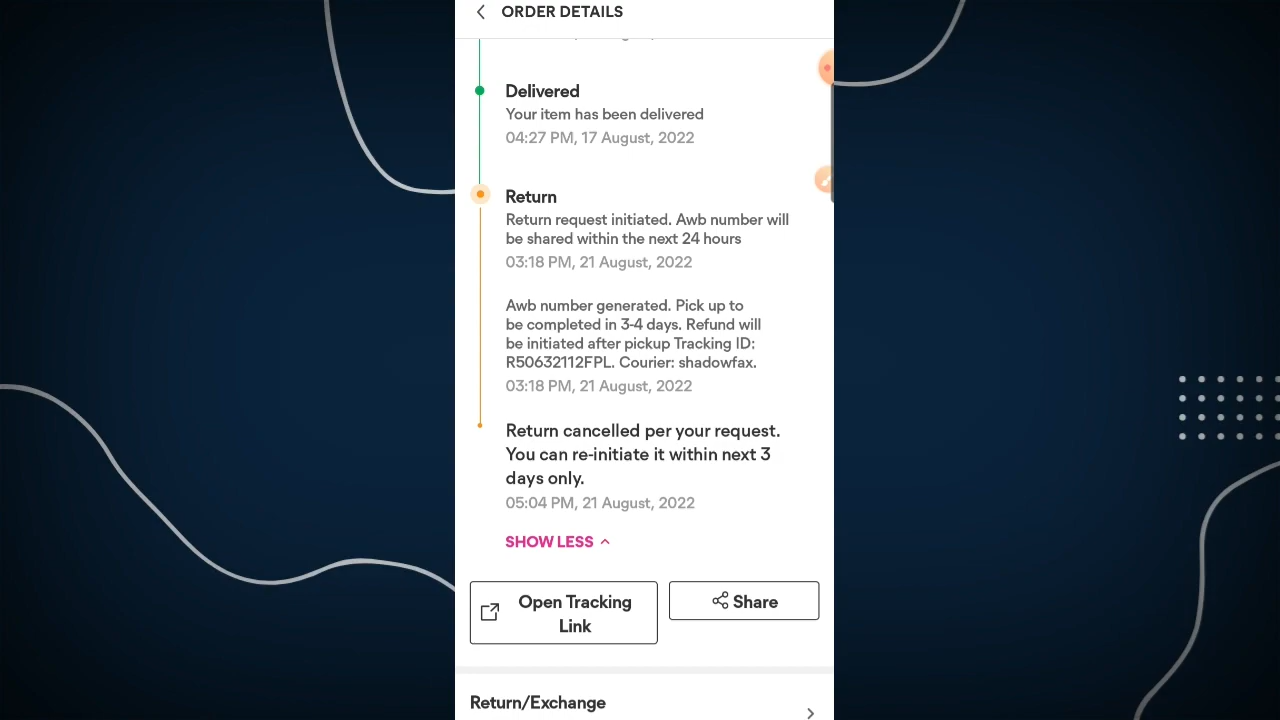 ORDER DETAILS
Delivered
Your item has been delivered
04:27 PM, 17 August, 2022
Return
Return request initiated. Awb number will
be shared within the next 24 hours
03:18 PM, 21 August, 2022
Awb number generated. Pick up to
be completed in 3-4 days. Refund will
be initiated after pickup Tracking ID:
R50632112FPL. Courier: shadowfax.
03:18 PM, 21 August, 2022
Return cancelled per your request.
You can re-initiate it within next 3
days only.
05:04 PM, 21 August, 2022
SHOW LESS
Open Tracking
Link
Share
Return/Exchange